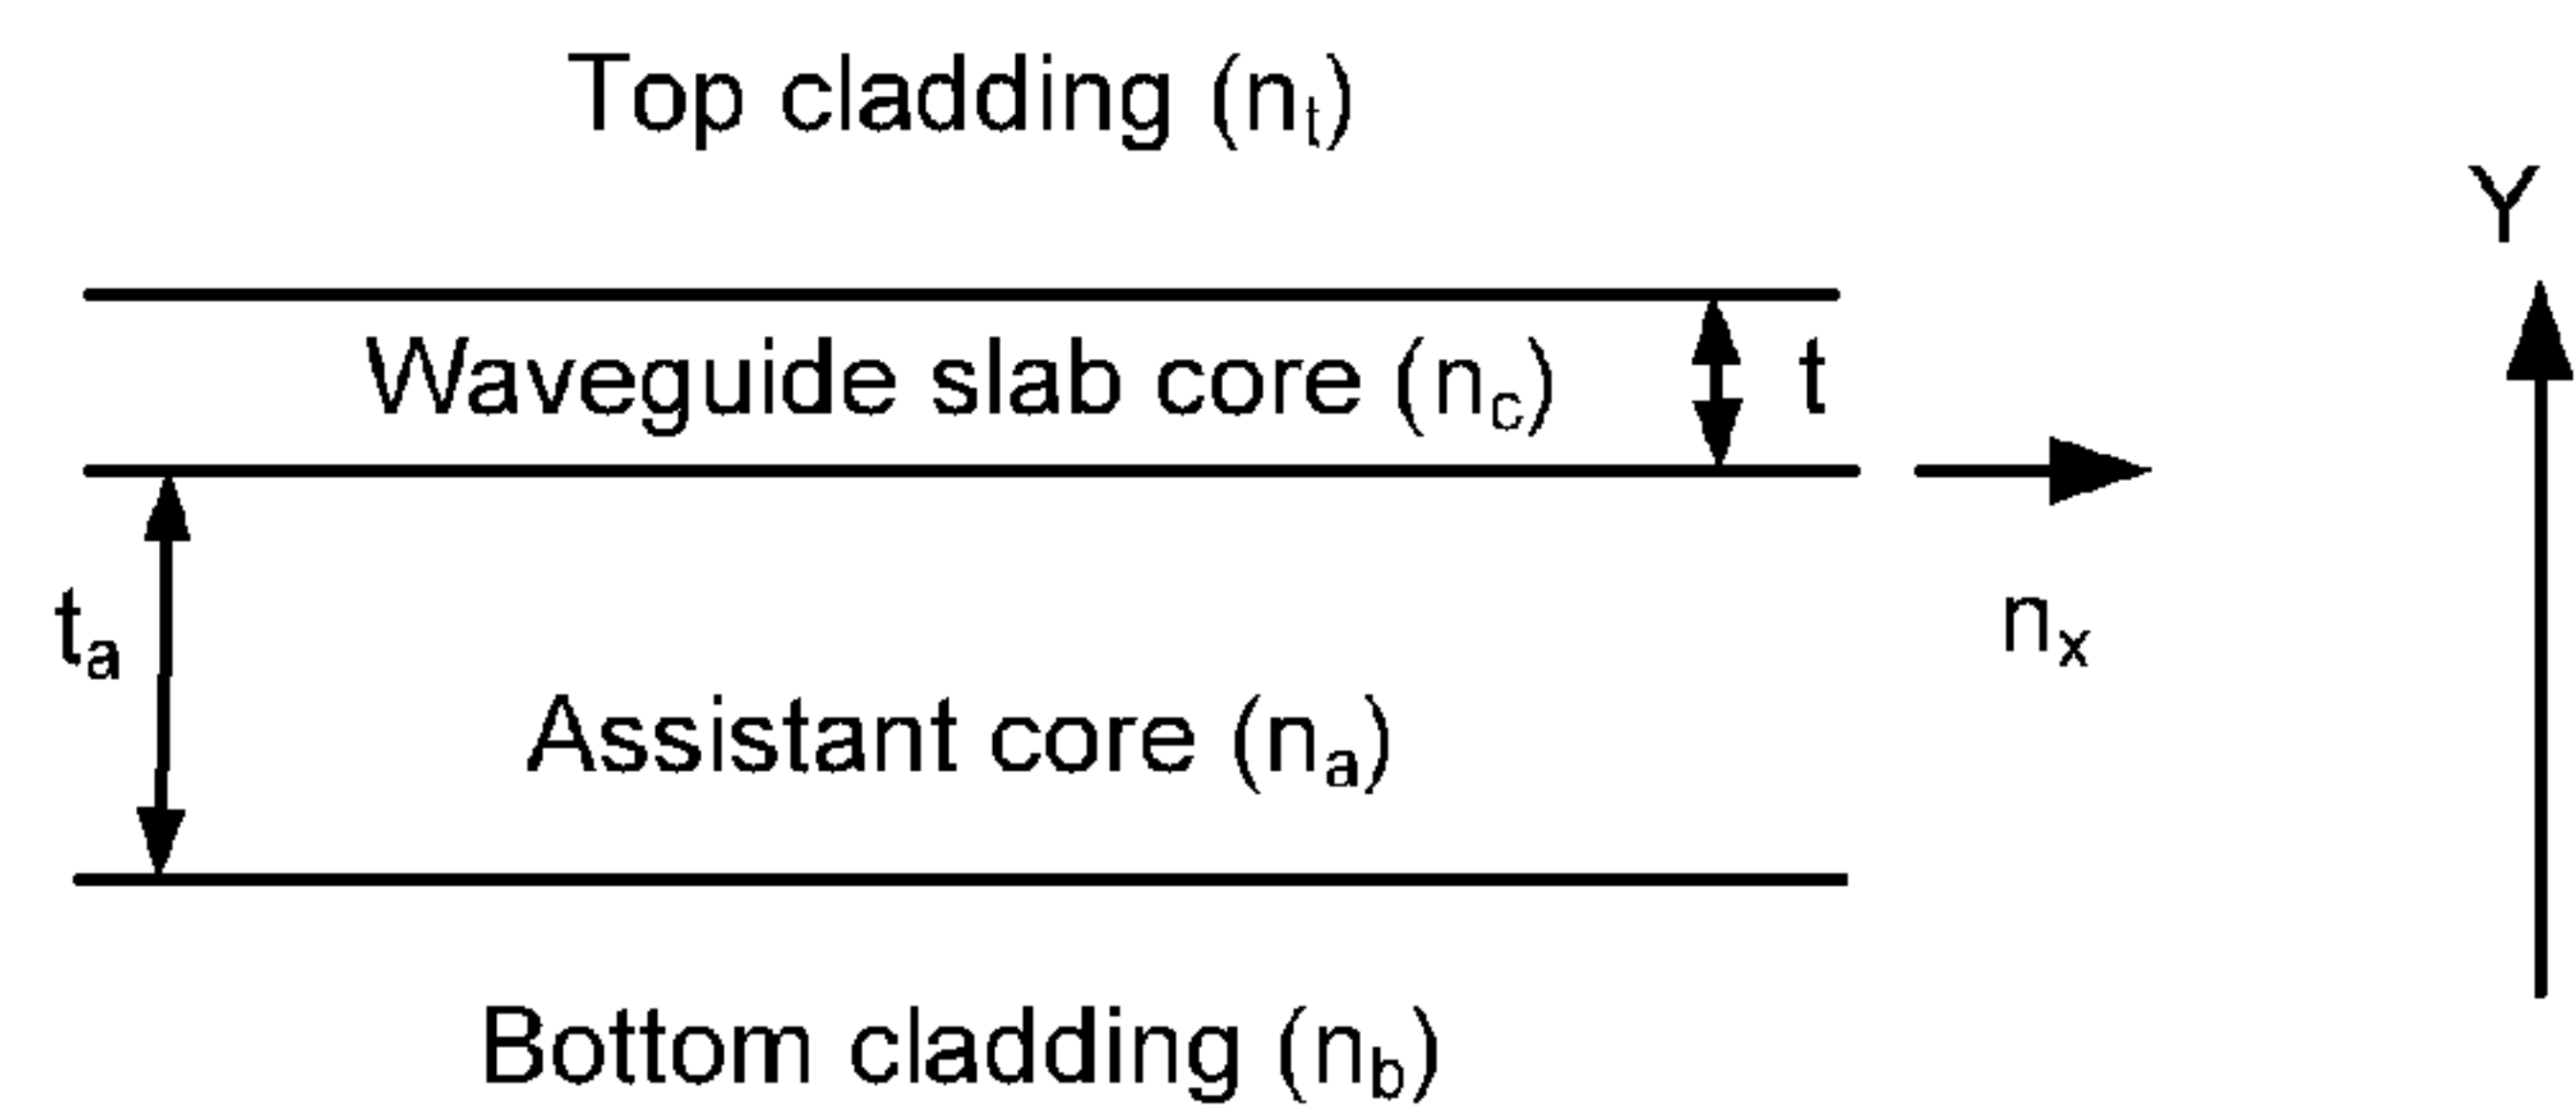 Top cladding (nt)
Y
Waveguide slab core (nc)
t
ta
nx
Assistant core (na)
Bottom cladding (nb)